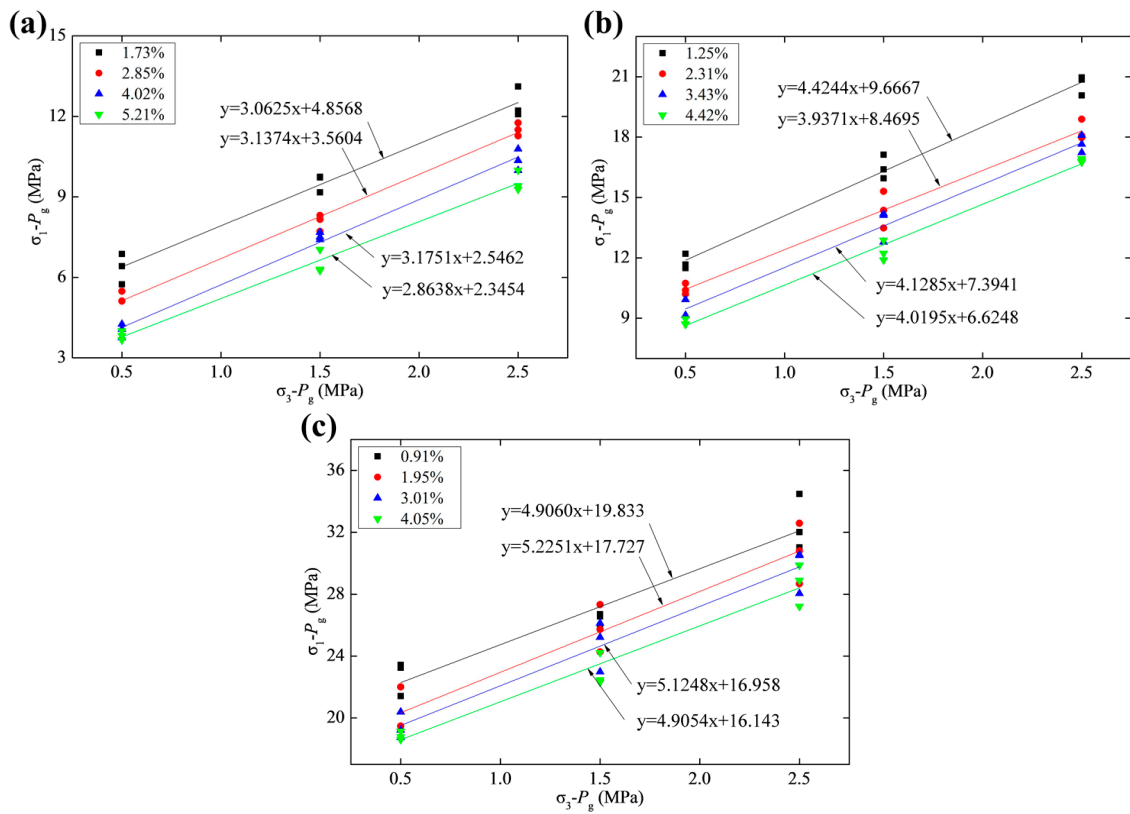 (a)
15
12
9
6
3
σ₁-Pg (MPa)
1.73%
2.85%
4.02%
5.21%
y=3.0625x+4.8568
y=3.1374x+3.5604
y=3.1751x+2.5462
y=2.8638x+2.3454
0.5 1.0 1.5 2.0 2.5
σ₃-Pg (MPa)
(b)
21
18
15
12
9
σ₁-Pg (MPa)
1.25%
2.31%
3.43%
4.42%
y=4.4244x+9.6667
y=3.9371x+8.4695
y=4.1285x+7.3941
y=4.0195x+6.6248
0.5 1.0 1.5 2.0 2.5
σ₃-Pg (MPa)
(c)
36
32
28
24
20
σ₁-Pg (MPa)
0.91%
1.95%
3.01%
4.05%
y=4.9060x+19.833
y=5.2251x+17.727
y=5.1248x+16.958
y=4.9054x+16.143
0.5 1.0 1.5 2.0 2.5
σ₃-Pg (MPa)